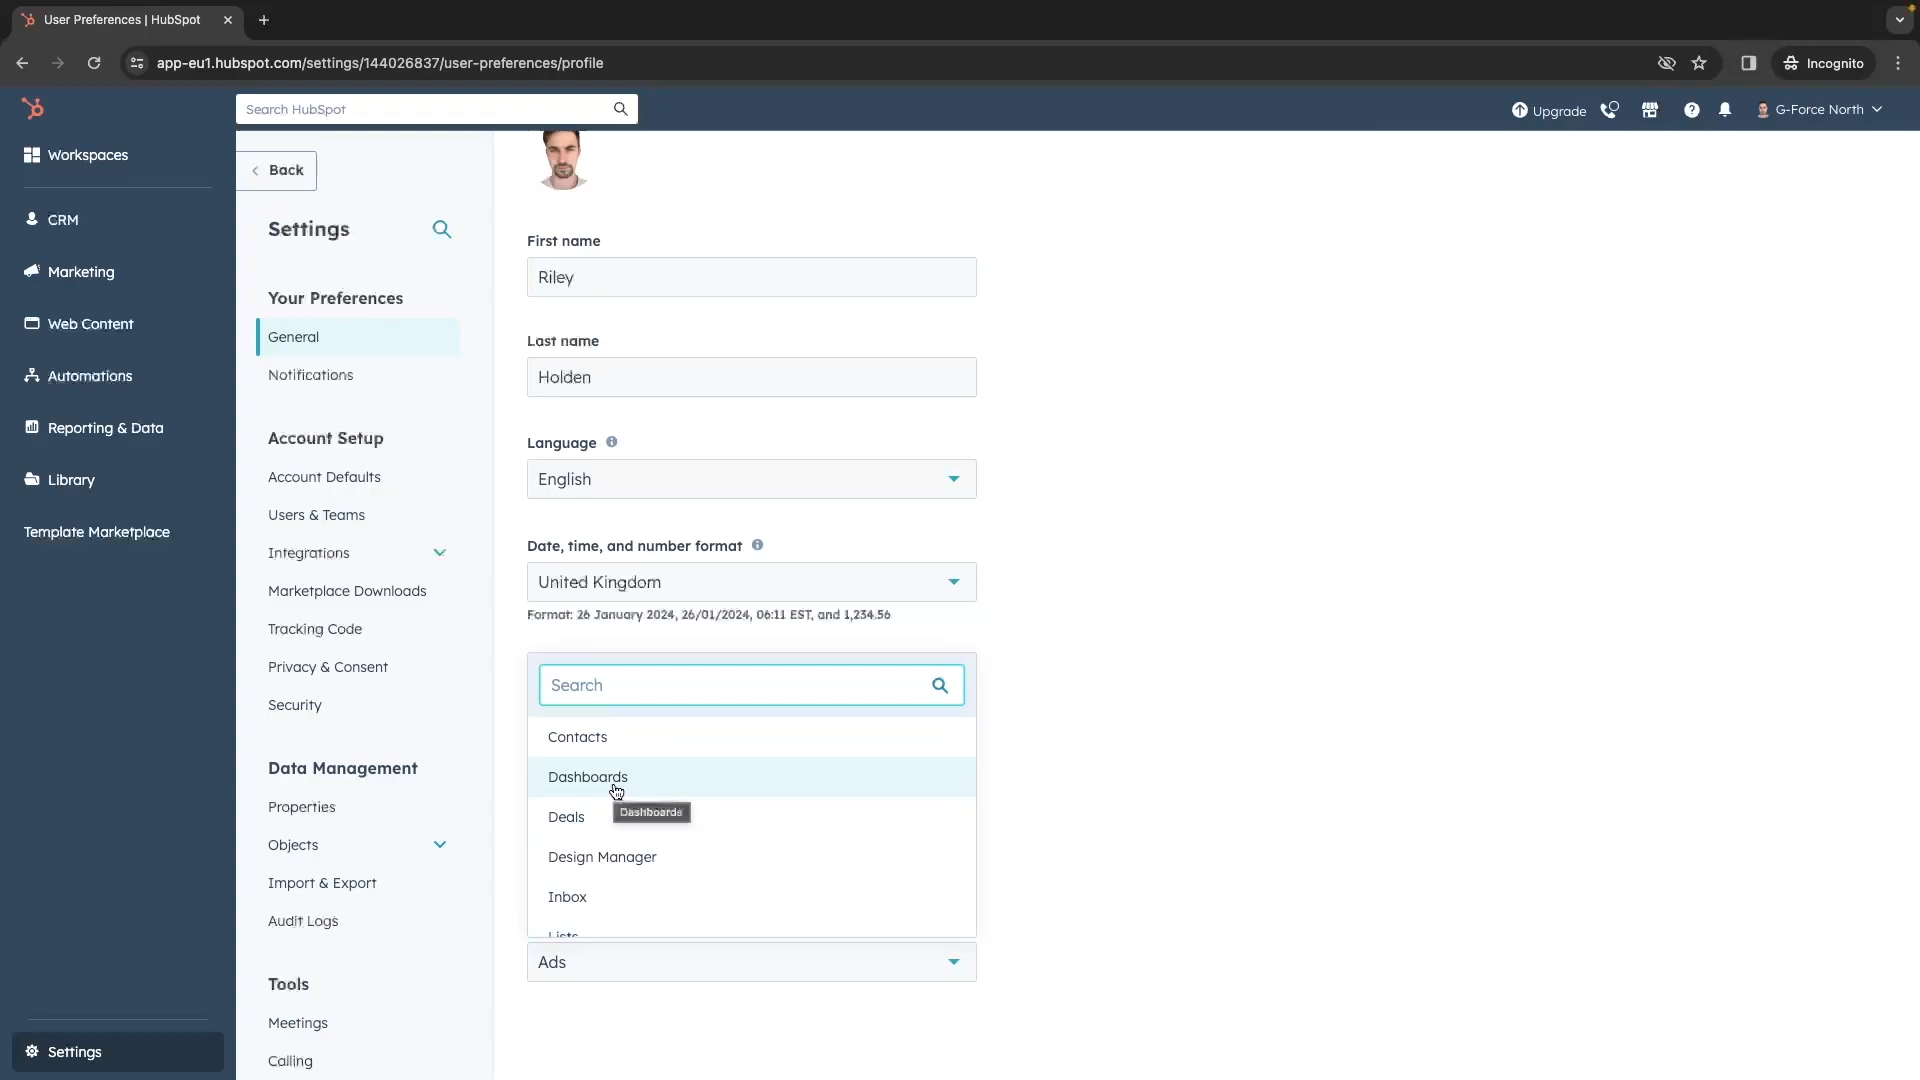 User Preferences | HubSpot
app-eu1.hubspot.com/settings/144026837/user-preferences/profile
Incognito
Search HubSpot
Upgrade
G-Force North
Workspaces
CRM
Marketing
Web Content
Automations
Reporting & Data
Library
Template Marketplace
Settings
Back
Settings
Your Preferences
General
Notifications
Account Setup
Account Defaults
Users & Teams
Integrations
Marketplace Downloads
Tracking Code
Privacy & Consent
Security
Data Management
Properties
Objects
Import & Export
Audit Logs
Tools
Meetings
Calling
First name
Riley
Last name
Holden
Language
English
Date, time, and number format
United Kingdom
Format: 26 January 2024, 26/01/2024, 06:11 EST, and 1,234.56
Search
Contacts
Dashboards
Dashboards
Deals
Design Manager
Inbox
Lists
Ads